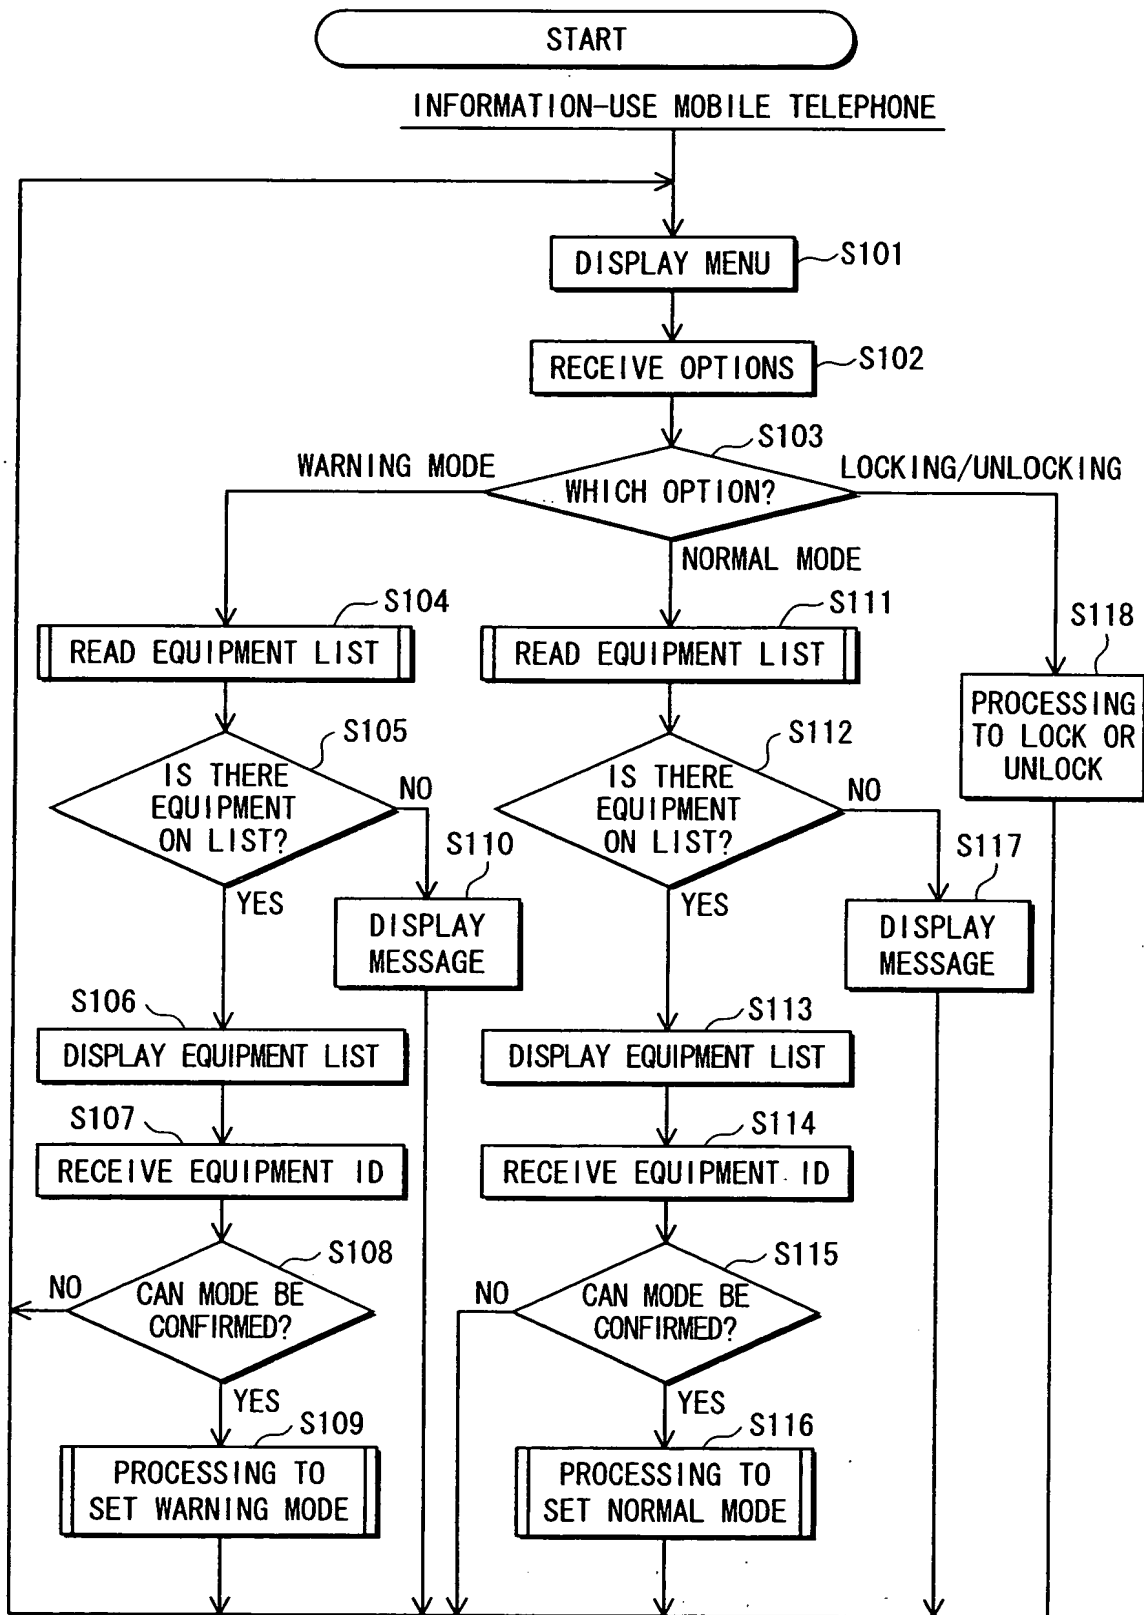 START
INFORMATION-USE MOBILE TELEPHONE
DISPLAY MENU
S101
RECEIVE OPTIONS
S102
S103
WARNING MODE
WHICH OPTION?
LOCKING/UNLOCKING
NORMAL MODE
S104
READ EQUIPMENT LIST
S111
READ EQUIPMENT LIST
S118
PROCESSING
TO LOCK OR
UNLOCK
S105
IS THERE
EQUIPMENT
ON LIST?
NO
YES
S110
DISPLAY
MESSAGE
S112
IS THERE
EQUIPMENT
ON LIST?
NO
YES
S117
DISPLAY
MESSAGE
S106
DISPLAY EQUIPMENT LIST
S113
DISPLAY EQUIPMENT LIST
S107
RECEIVE EQUIPMENT ID
S114
RECEIVE EQUIPMENT ID
S108
NO
CAN MODE BE
CONFIRMED?
YES
S115
NO
CAN MODE BE
CONFIRMED?
YES
S109
PROCESSING TO
SET WARNING MODE
S116
PROCESSING TO
SET NORMAL MODE